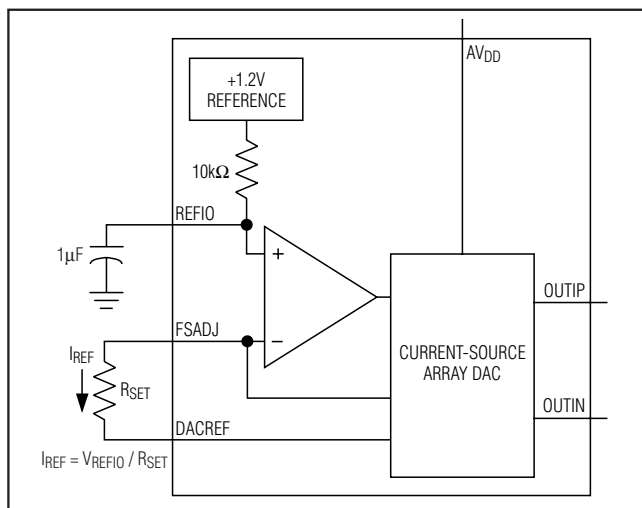 AVDD
+1.2V
REFERENCE
10kΩ
REFIO
1μF
+
OUTIP
FSADJ
−
IREF
CURRENT-SOURCE
ARRAY DAC
RSET
OUTIN
DACREF
IREF = VREFIO / RSET